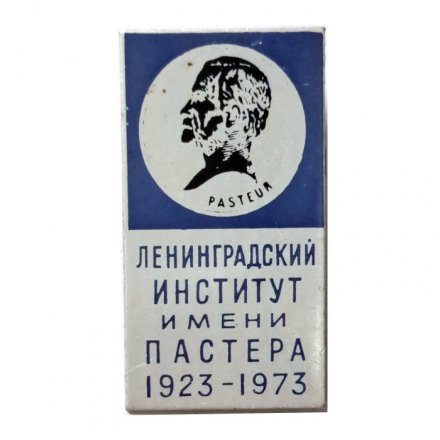 PASTEUR
ЛЕНИНГРАДСКИЙ
ИНСТИТУТ
ИМЕНИ
ПАСТЕРА
1923-1973